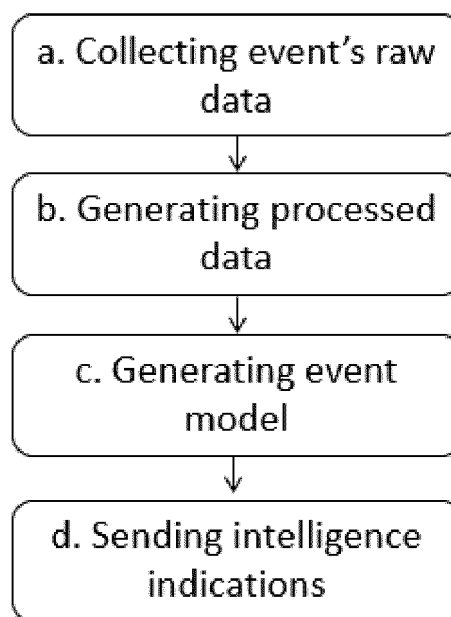 a. Collecting event’s raw
data
b. Generating processed
data
c. Generating event
model
d. Sending intelligence
indications